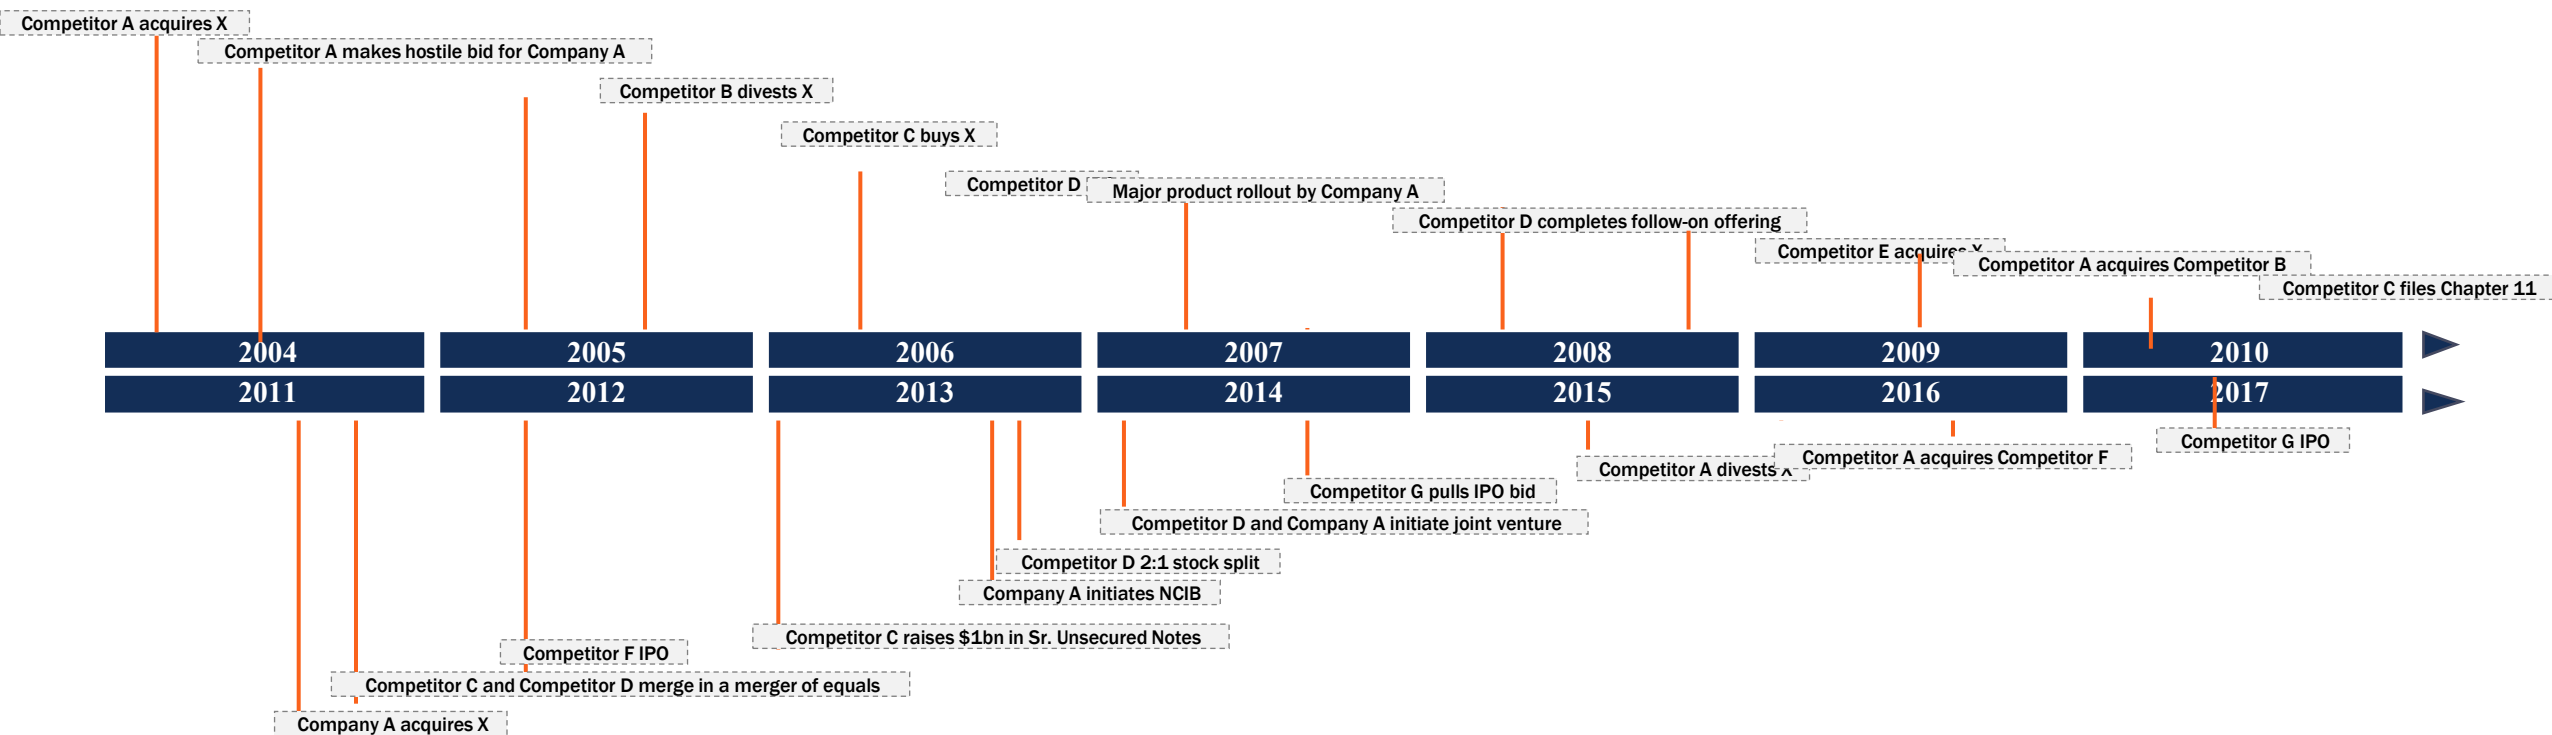 Competitor A acquires X
Competitor A makes hostile bid for Company A
Competitor B divests X
Competitor C buys X
Competitor D
Major product rollout by Company A
Competitor D completes follow-on offering
Competitor E acquires X
Competitor A acquires Competitor B
Competitor C files Chapter 11
2004 2005 2006 2007 2008 2009 2010
2011 2012 2013 2014 2015 2016 2017
Competitor G IPO
Competitor A acquires Competitor F
Competitor A divests X
Competitor G pulls IPO bid
Competitor D and Company A initiate joint venture
Competitor D 2:1 stock split
Company A initiates NCIB
Competitor C raises $1bn in Sr. Unsecured Notes
Competitor F IPO
Competitor C and Competitor D merge in a merger of equals
Company A acquires X